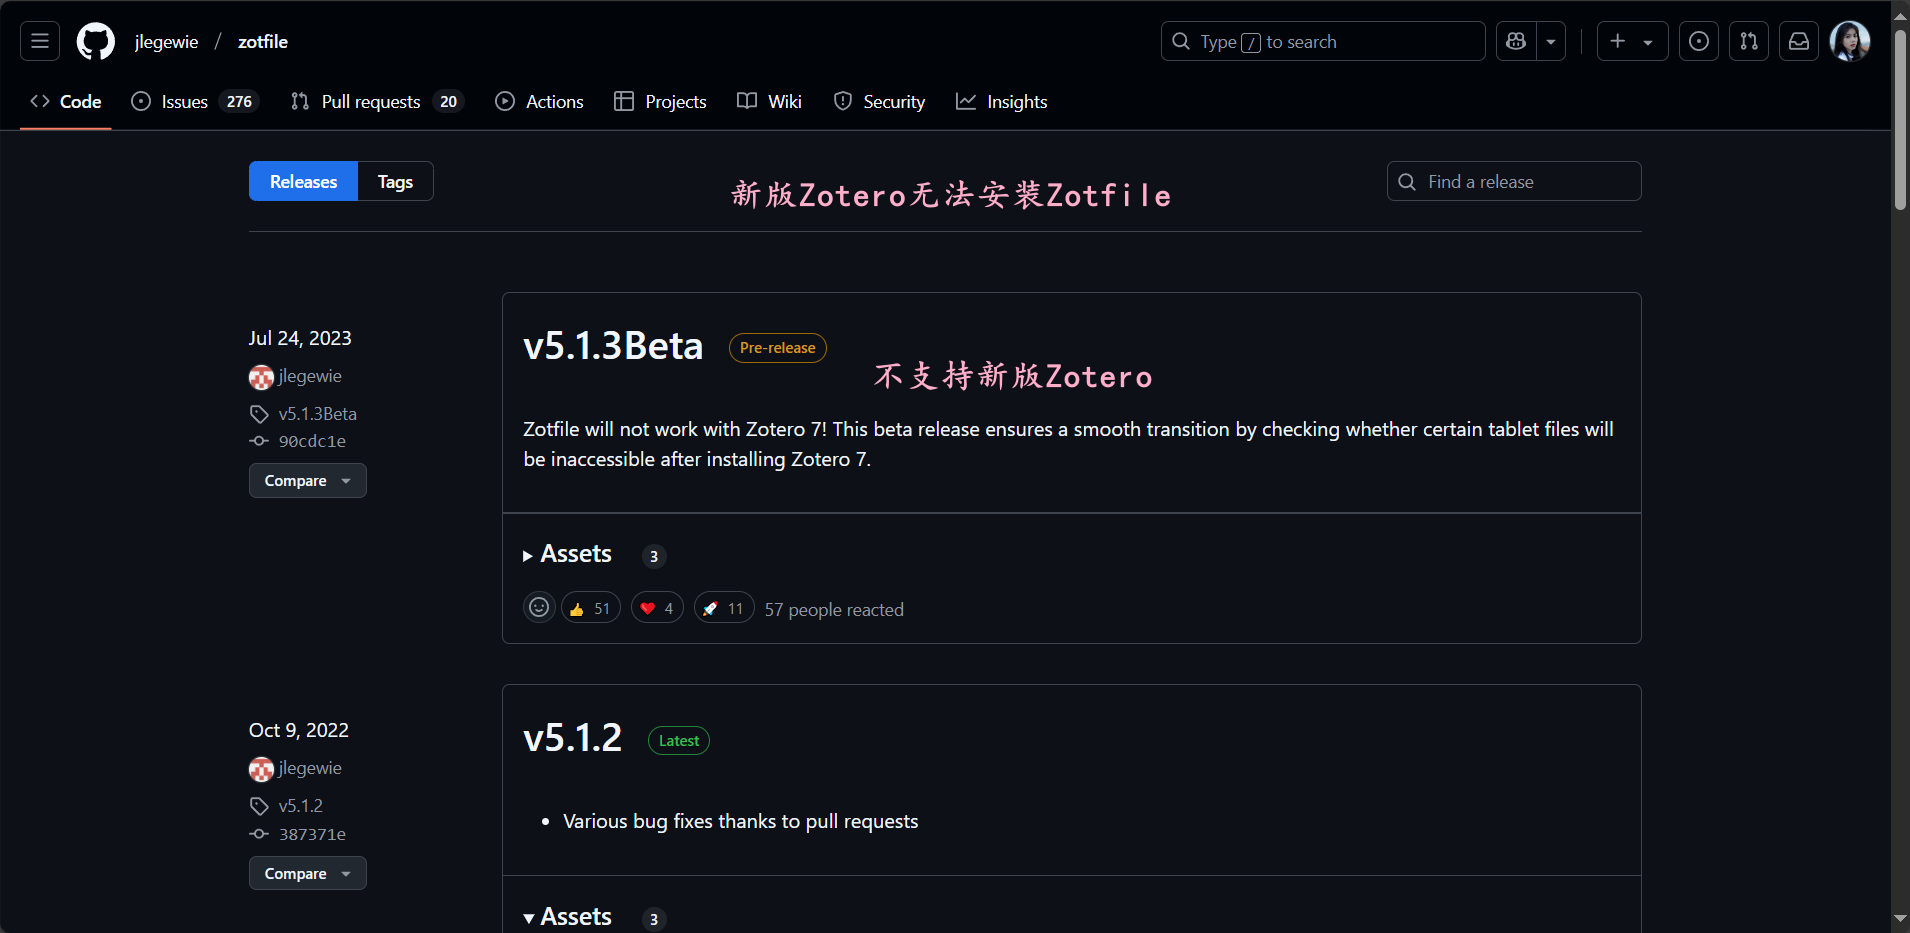 jlegewie / zotfile
Type / to search
Code
Issues 276
Pull requests 20
Actions
Projects
Wiki
Security
Insights
Releases
Tags
新版Zotero无法安装Zotfile
Find a release
Jul 24, 2023
jlegewie
v5.1.3Beta
90cdc1e
Compare
v5.1.3Beta Pre-release
不支持新版Zotero
Zotfile will not work with Zotero 7! This beta release ensures a smooth transition by checking whether certain tablet files will
be inaccessible after installing Zotero 7.
Assets 3
👍 51 ❤️ 4 🚀 11 57 people reacted
Oct 9, 2022
jlegewie
v5.1.2
387371e
Compare
v5.1.2 Latest
• Various bug fixes thanks to pull requests
Assets 3